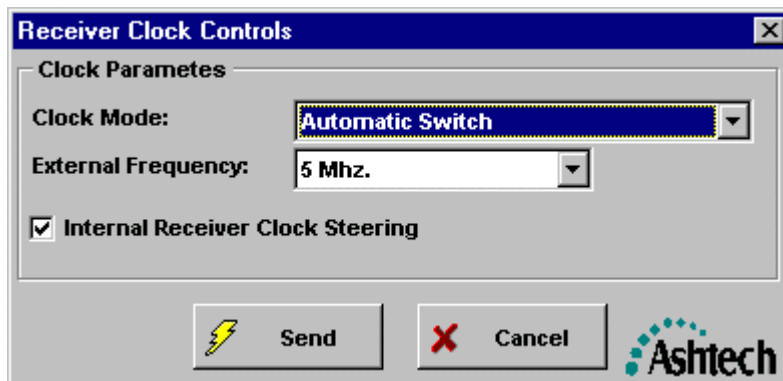 Receiver Clock Controls
Clock Parametes
Clock Mode: Automatic Switch
External Frequency: 5 Mhz.
Internal Receiver Clock Steering
Send Cancel
Ashtech